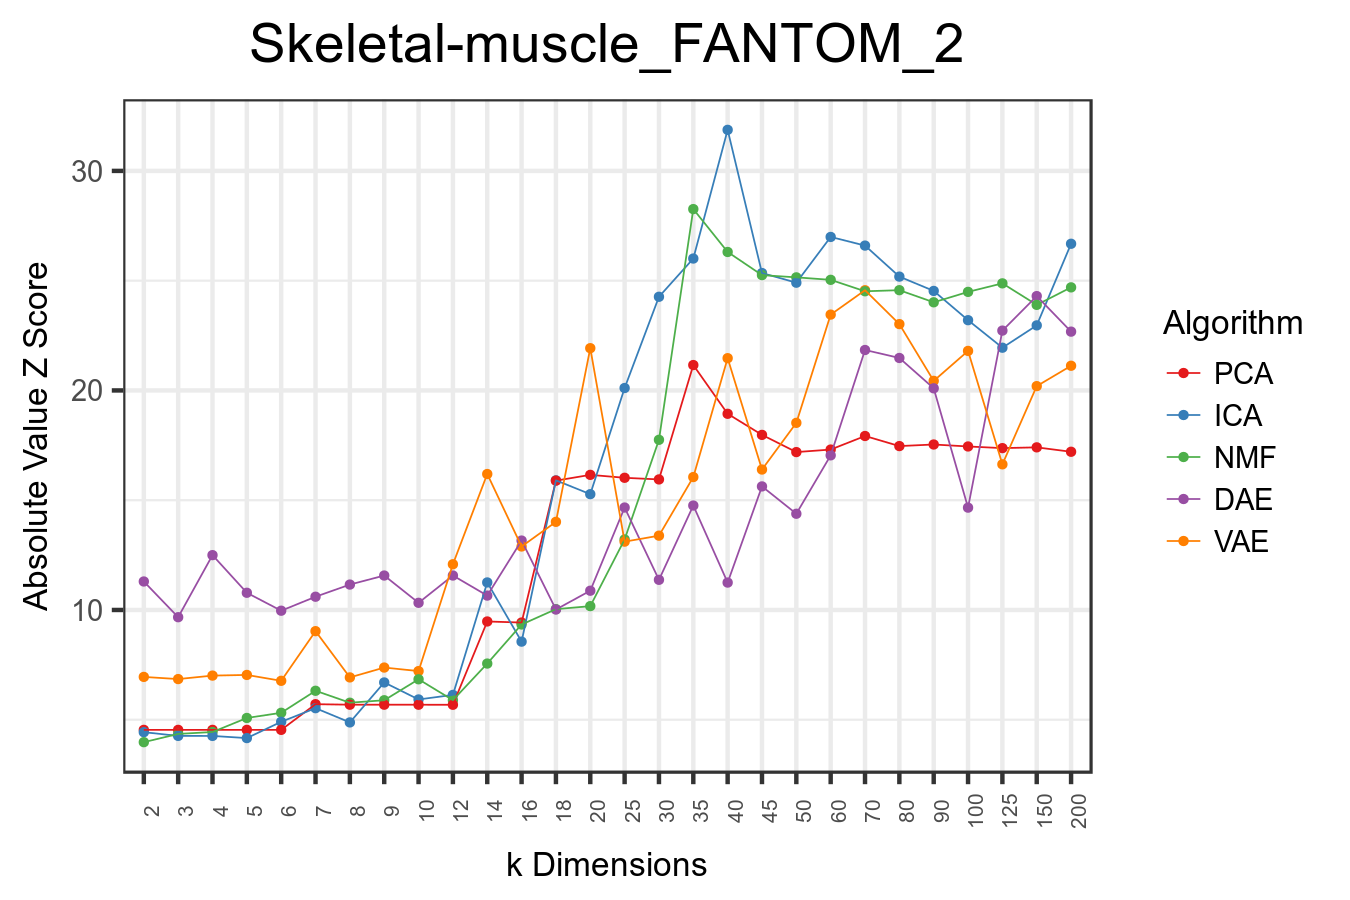 Skeletal-muscle_FANTOM_2
Absolute Value Z Score
30
20
10
2 3 4 5 6 7 8 9 10 12 14 16 18 20 25 30 35 40 45 50 60 70 80 90 100 125 150 200
k Dimensions
Algorithm
PCA
ICA
NMF
DAE
VAE